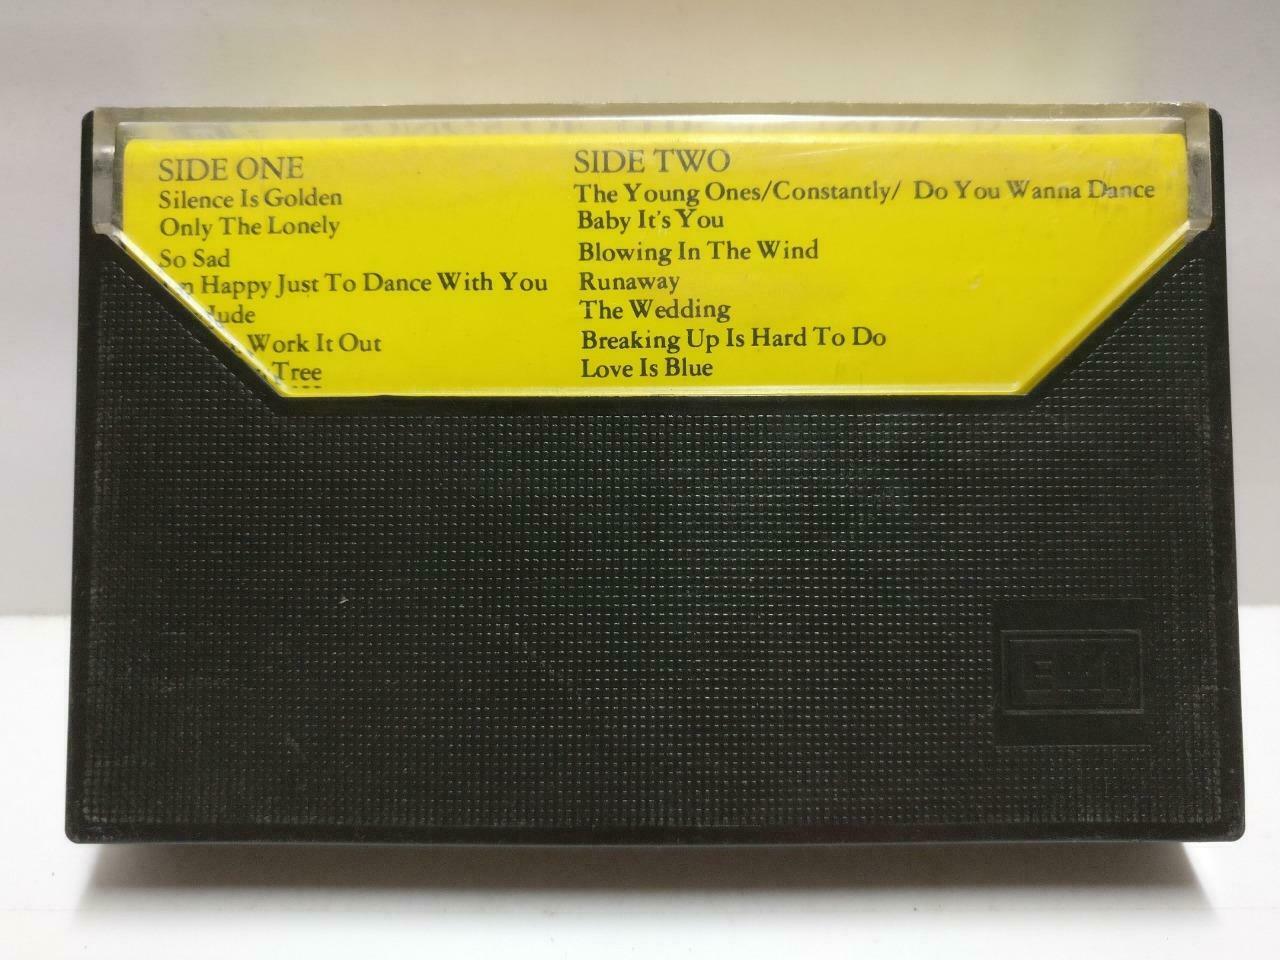 SIDE ONE
Silence Is Golden
Only The Lonely
So Sad
Happy Just To Dance With You
Jude
Work It Out
Tree
SIDE TWO
The Young Ones/Constantly/ Do You Wanna Dance
Baby It's You
Blowing In The Wind
Runaway
The Wedding
Breaking Up Is Hard To Do
Love Is Blue
EMI